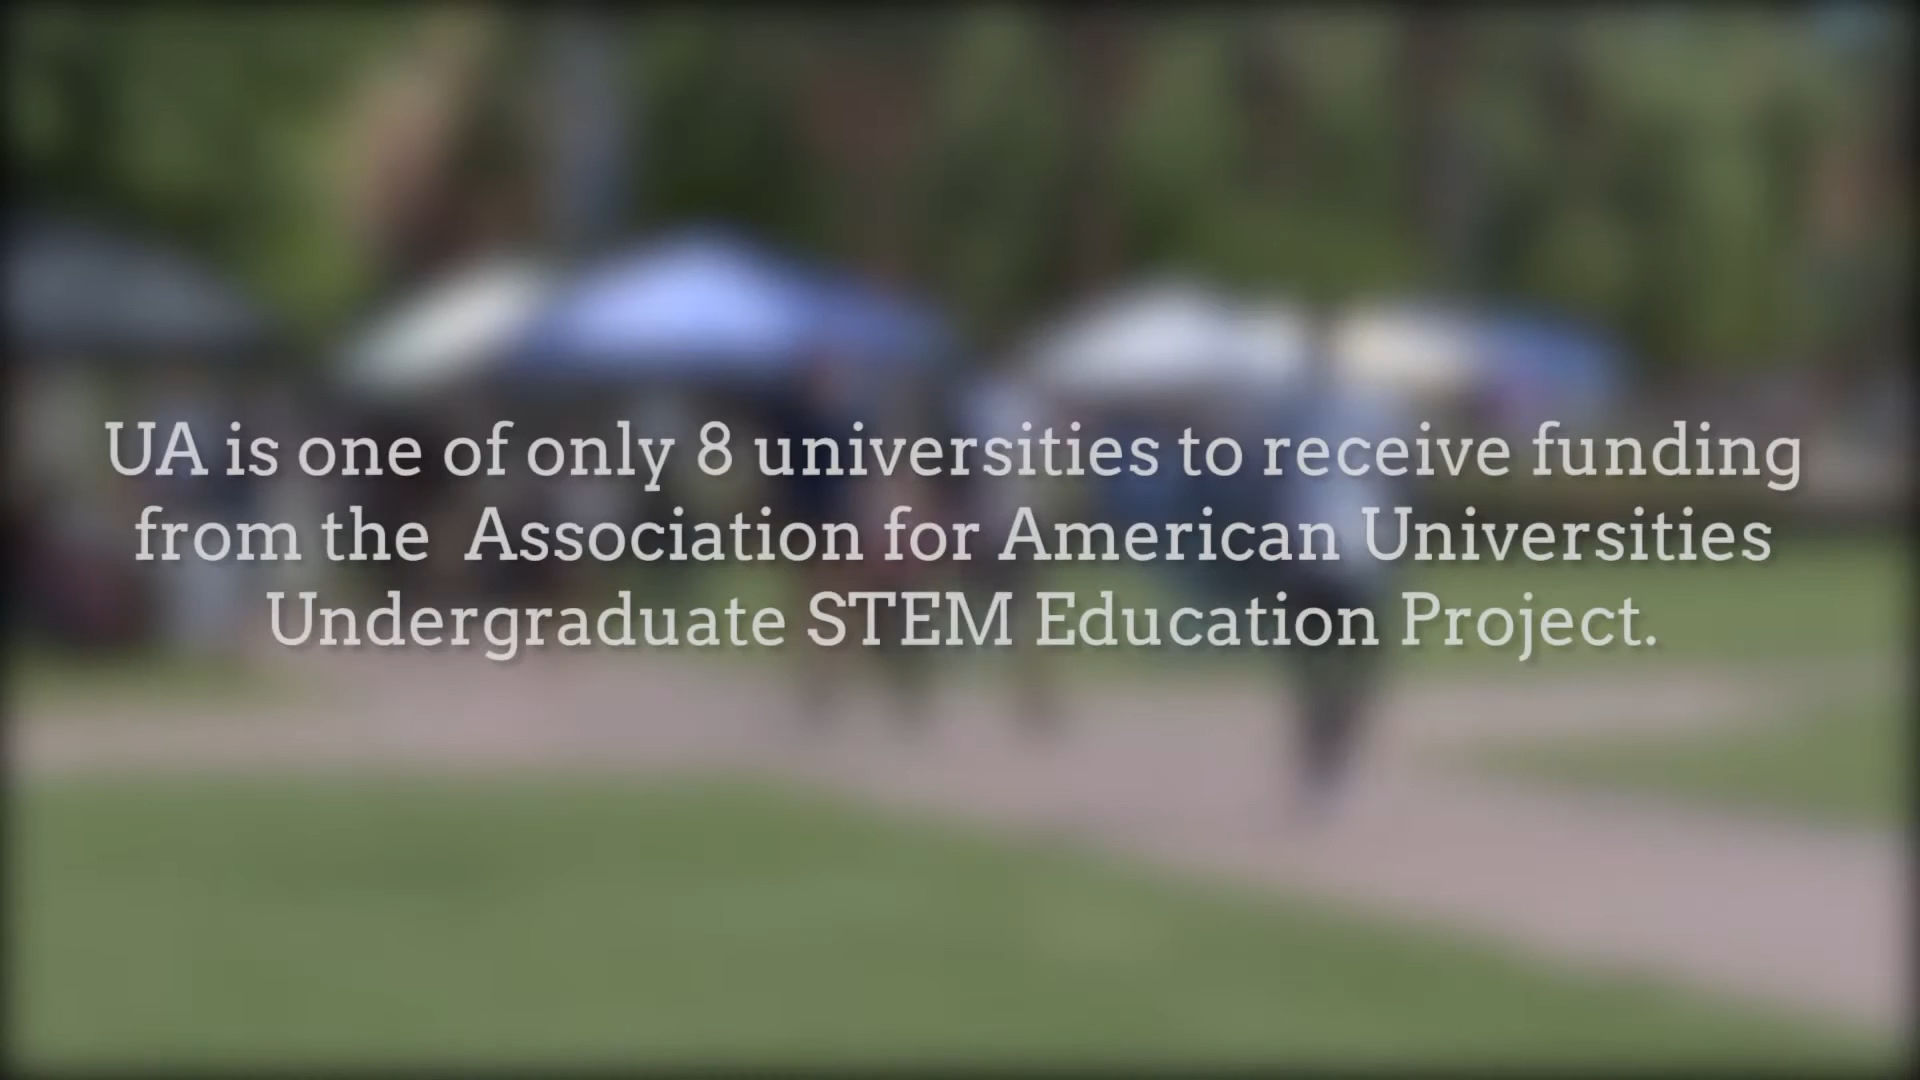 UA is one of only 8 universities to receive funding
from the  Association for American Universities
Undergraduate STEM Education Project.